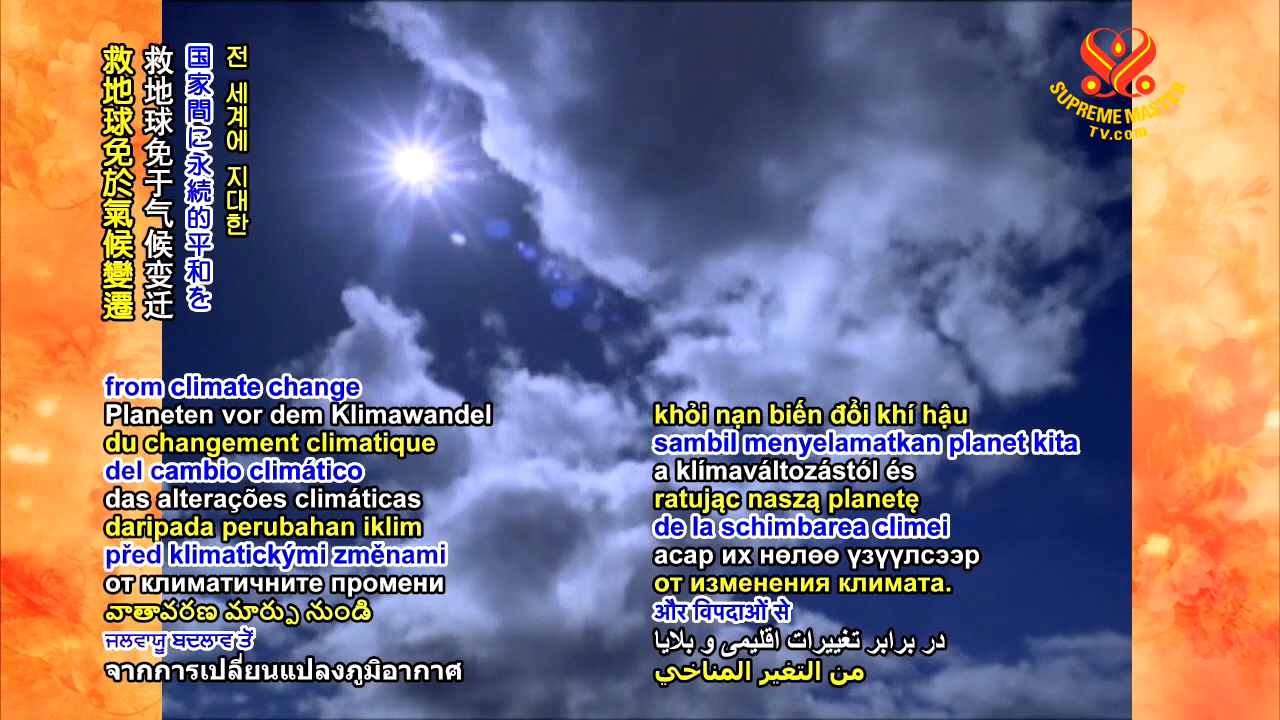 救地球免於氣候變遷
救地球免于气候变迁
国家間に永続的平和を
전 세계에 지대한
SUPREME MASTER
TV.com
from climate change
Planeten vor dem Klimawandel
du changement climatique
del cambio climático
das alterações climáticas
daripada perubahan iklim
před klimatickými změnami
от климатичните промени
వాతావరణ మార్పు నుండి
ਜਲਵਾਯੂ ਬਦਲਾਵ ਤੋਂ
จากการเปลี่ยนแปลงภูมิอากาศ
khỏi nạn biến đổi khí hậu
sambil menyelamatkan planet kita
a klímaváltozástól és
ratując naszą planetę
de la schimbarea climei
асар их нөлөө үзүүлсээр
от изменения климата.
और विपदाओं से
در برابر تغییرات اقلیمی و بلایا
من التغير المناخي